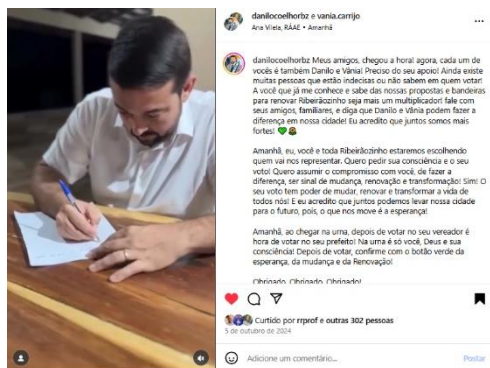 danilocoelhorbz e vania.carrijo
Ana Vilela, RÁAE • Amanhã
danilocoelhorbz Meus amigos, chegou a hora! agora, cada um de
vocês é também Danilo e Vânia! Preciso do seu apoio! Ainda existe
muitas pessoas que estão indecisas ou não sabem em quem votar!
A você que já me conhece e sabe das nossas propostas e bandeiras
para renovar Ribeirãozinho seja mais um multiplicador! fale com
seus amigos, familiares, e diga que Danilo e Vânia podem fazer a
diferença em nossa cidade! Eu acredito que juntos somos mais
fortes! 💚
Amanhã, eu, você e toda Ribeirãozinho estaremos escolhendo
quem vai nos representar. Quero pedir sua consciência e o seu
voto! Quero assumir o compromisso com você, de fazer a
diferença, ser sinal de mudança, renovação e transformação! Sim! O
seu voto tem poder de mudar, renovar e transformar a vida de
todos nós! E eu acredito que juntos podemos levar nossa cidade
para o futuro, pois, o que nos move é a esperança!
Amanhã, ao chegar na urna, depois de votar no seu vereador é
hora de votar no seu prefeito! Na urna é só você, Deus e sua
consciência! Depois de votar, confirme com o botão verde da
esperança, da mudança e da Renovação!
Obrigado, Obrigado, Obrigado!
Curtido por rrprof e outras 302 pessoas
5 de outubro de 2024
Adicione um comentário...
Postar